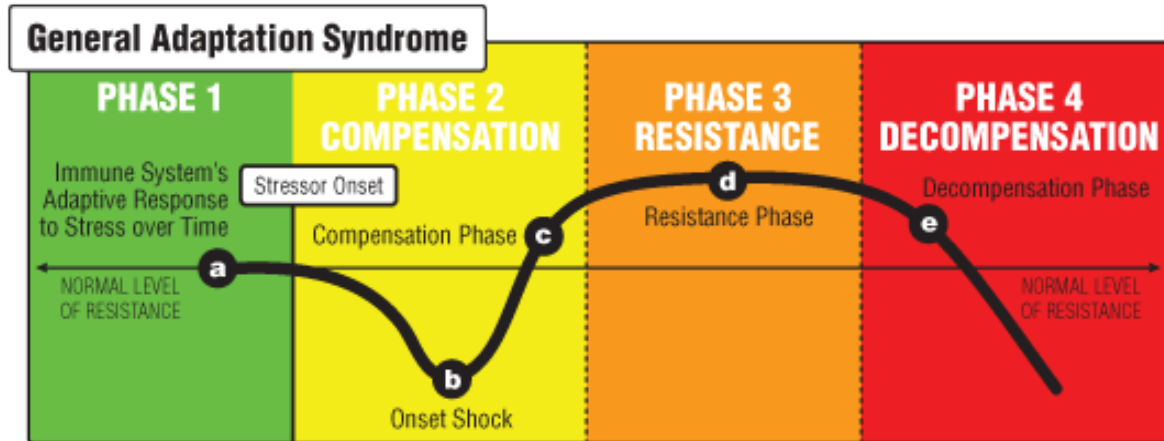 General Adaptation Syndrome
PHASE 1
PHASE 2
COMPENSATION
PHASE 3
RESISTANCE
PHASE 4
DECOMPENSATION
Immune System's
Adaptive Response
to Stress over Time
Stressor Onset
Compensation Phase
Resistance Phase
Decompensation Phase
a
b
c
d
e
NORMAL LEVEL
OF RESISTANCE
NORMAL LEVEL
OF RESISTANCE
Onset Shock